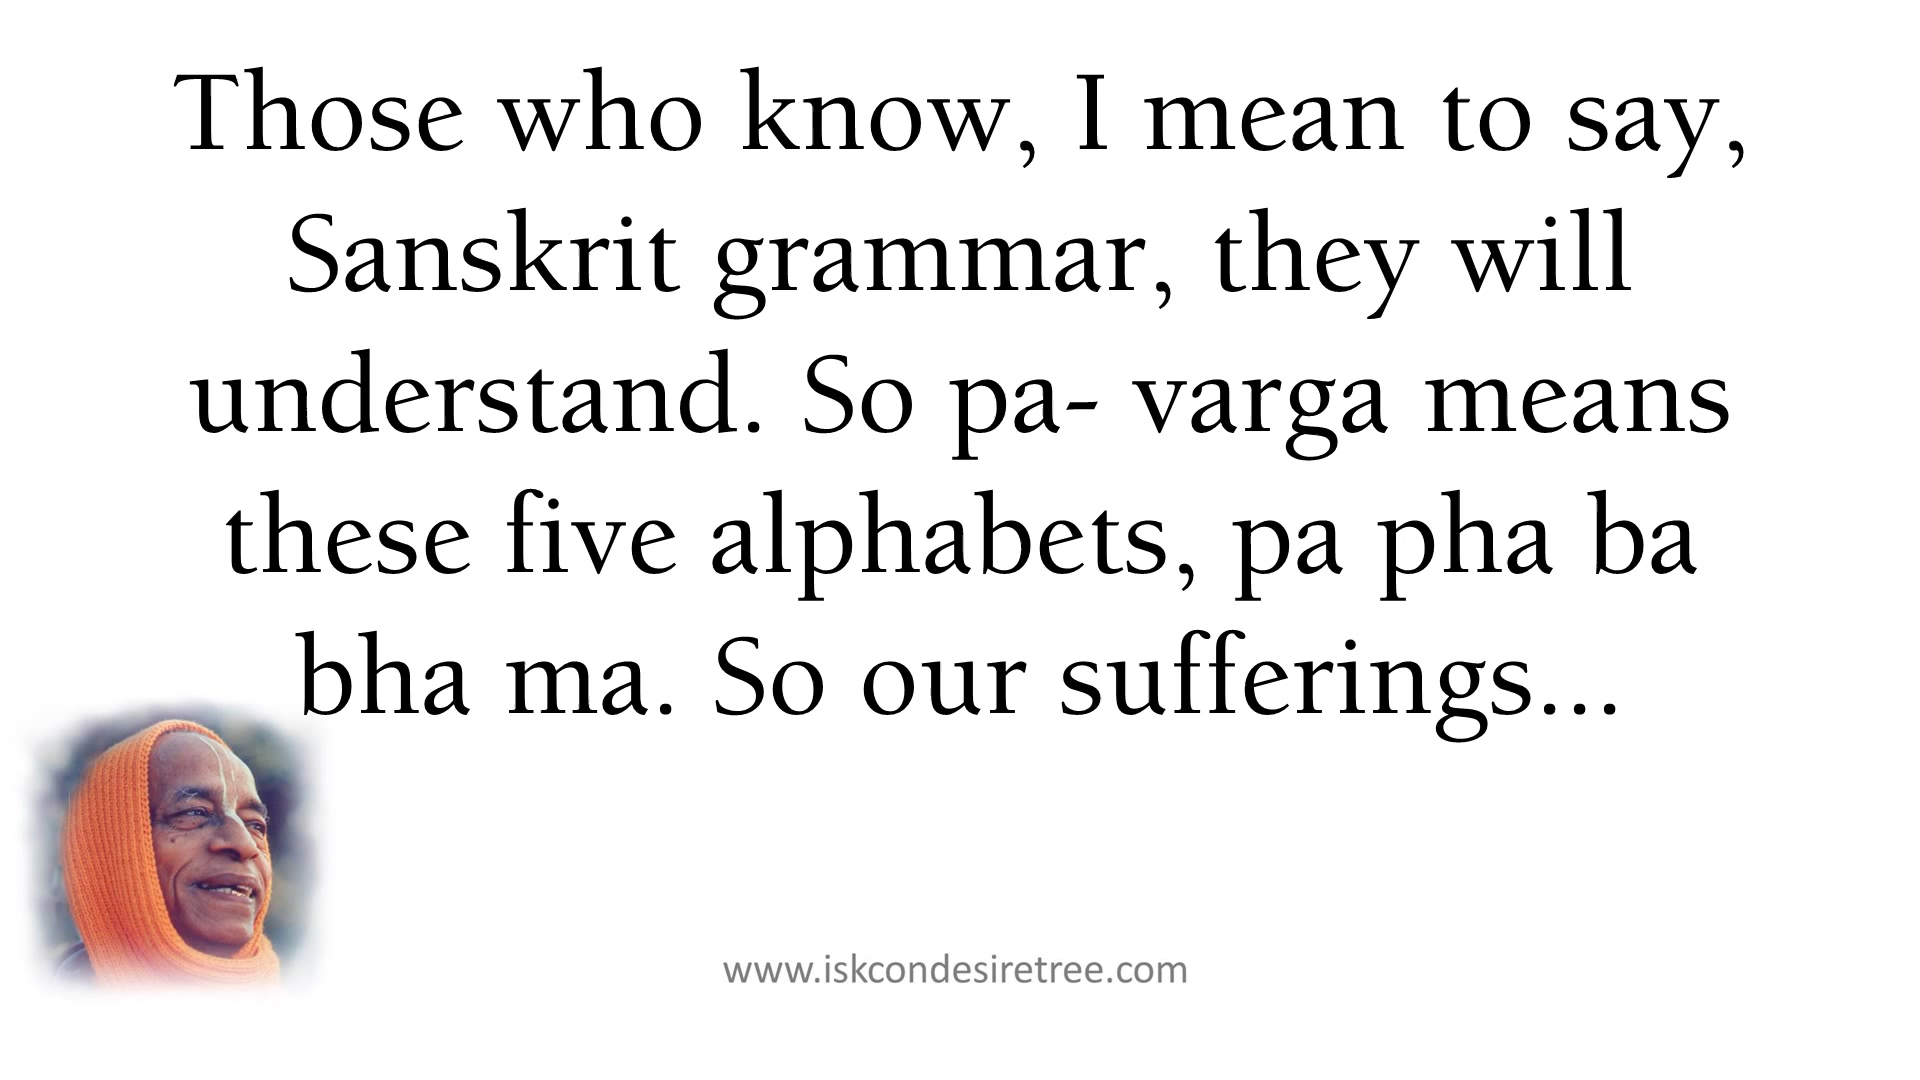 Those who know, I mean to say,
Sanskrit grammar, they will
understand. So pa- varga means
these five alphabets, pa pha ba
bha ma. So our sufferings...
www.iskcondesiretree.com